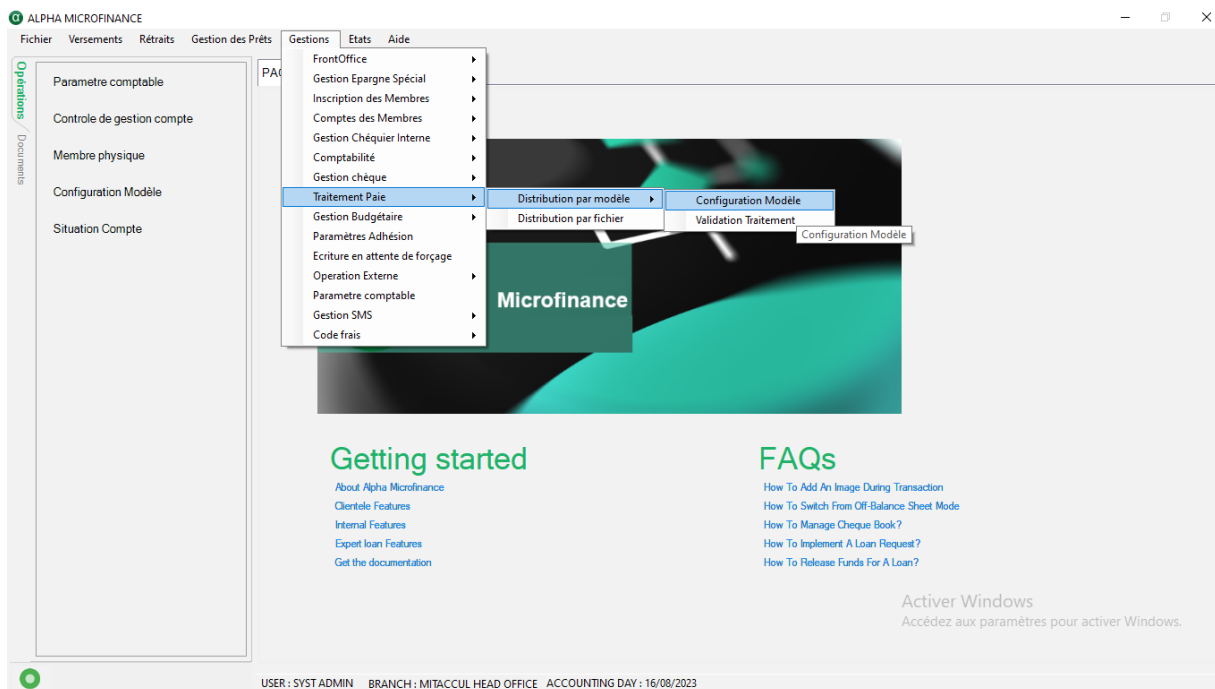 ALPHA MICROFINANCE
Fichier Versements Rétraits Gestion des Prêts Gestions Etats Aide
Opérations
Documents
Parametre comptable
Controle de gestion compte
Membre physique
Configuration Modèle
Situation Compte
FrontOffice
Gestion Epargne Spécial
Inscription des Membres
Comptes des Membres
Gestion Chéquier Interne
Comptabilité
Gestion chèque
Traitement Paie
Gestion Budgétaire
Paramètres Adhésion
Ecriture en attente de forçage
Operation Externe
Parametre comptable
Gestion SMS
Code frais
Distribution par modèle
Distribution par fichier
Configuration Modèle
Validation Traitement
Configuration Modèle
Microfinance
Getting started
About Alpha Microfinance
Clientele Features
Internal Features
Expert loan Features
Get the documentation
FAQs
How To Add An Image During Transaction
How To Switch From Off-Balance Sheet Mode
How To Manage Cheque Book?
How To Implement A Loan Request?
How To Release Funds For A Loan?
Activer Windows
Accédez aux paramètres pour activer Windows.
USER : SYST ADMIN BRANCH : MITACCUL HEAD OFFICE ACCOUNTING DAY : 16/08/2023